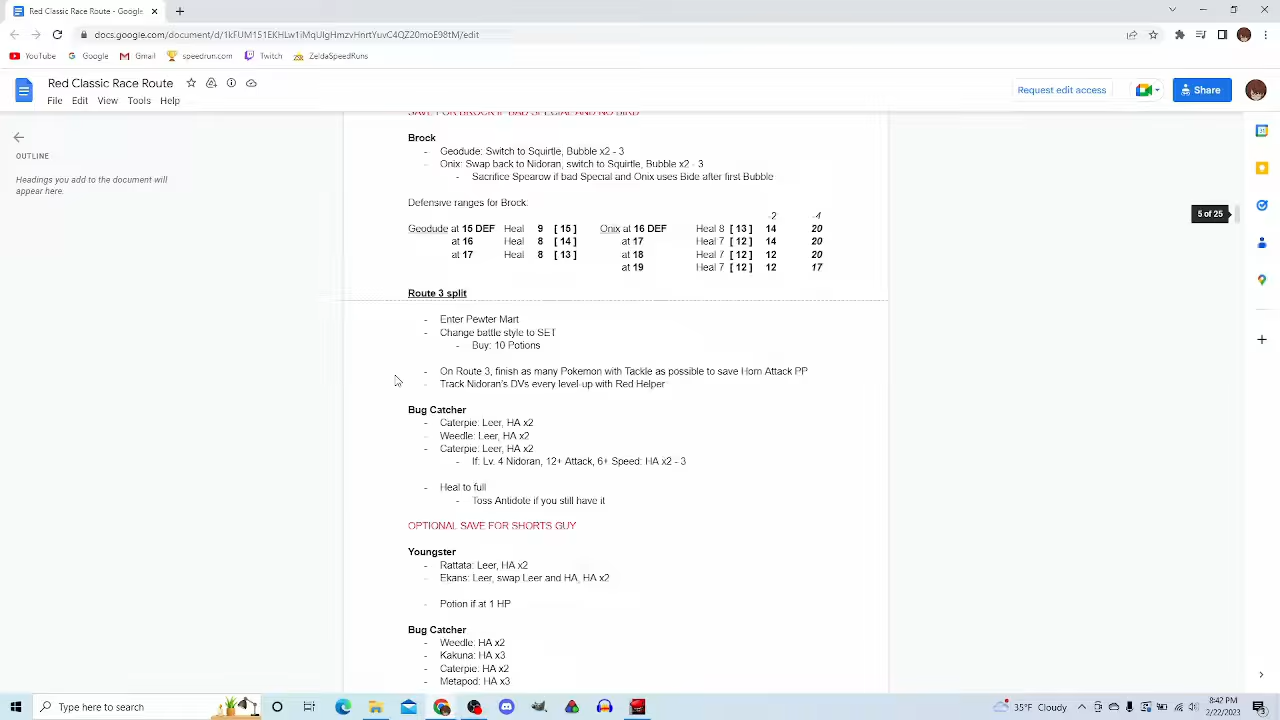 Red Classic Race Route - Google
docs.google.com/document/d/1kFUM151EKHLw1iMqUlgHmzvHnrtYuvC4QZ20moE98tM/edit
YouTube Google Gmail speedrun.com Twitch ZeldaSpeedRuns
Red Classic Race Route
File Edit View Tools Help
Request edit access
Share
OUTLINE
Headings you add to the document will
appear here.
SAVE FOR BROCK IF BAD SPECIAL AND NO BIRD
Brock
- Geodude: Switch to Squirtle, Bubble x2 - 3
- Onix: Swap back to Nidoran, switch to Squirtle, Bubble x2 - 3
- Sacrifice Spearow if bad Special and Onix uses Bide after first Bubble
Defensive ranges for Brock:
-2 -4
Geodude at 15 DEF Heal 9 [ 15 ] Onix at 16 DEF Heal 8 [ 13 ] 14 20
at 16 Heal 8 [ 14 ] at 17 Heal 7 [ 12 ] 14 20
at 17 Heal 8 [ 13 ] at 18 Heal 7 [ 12 ] 12 20
at 19 Heal 7 [ 12 ] 12 17
5 of 25
Route 3 split
- Enter Pewter Mart
- Change battle style to SET
- Buy: 10 Potions
- On Route 3, finish as many Pokemon with Tackle as possible to save Horn Attack PP
- Track Nidoran's DVs every level up with Red Helper
Bug Catcher
- Caterpie: Leer, HA x2
- Weedle: Leer, HA x2
- Caterpie: Leer, HA x2
- If: Lv. 4 Nidoran, 12+ Attack, 6+ Speed: HA x2 - 3
- Heal to full
- Toss Antidote if you still have it
OPTIONAL SAVE FOR SHORTS GUY
Youngster
- Rattata: Leer, HA x2
- Ekans: Leer, swap Leer and HA, HA x2
- Potion if at 1 HP
Bug Catcher
- Weedle: HA x2
- Kakuna: HA x3
- Caterpie: HA x2
- Metapod: HA x3
Type here to search
35°F Cloudy
8:42 PM
2/22/2023